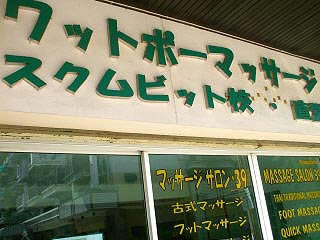 ワットポーマッサージ
スクムビット校
マッサージ サロン 39
古式マッサージ
フットマッサージ
MASSAGE SALON 39
THAI TRADITIONAL MASSAGE
FOOT MASSAGE
QUICK MASSAGE